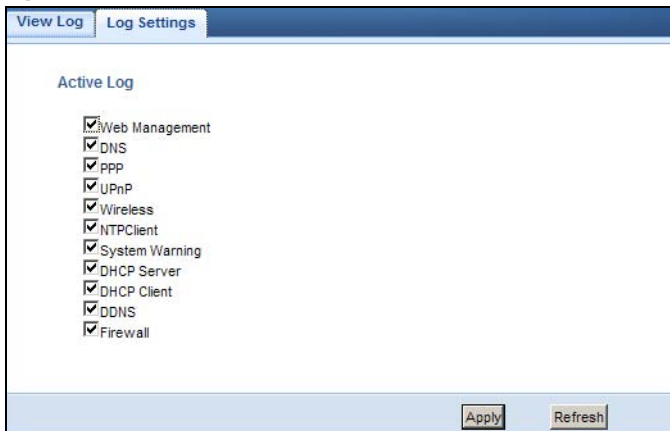 View Log Log Settings
Active Log
Web Management
DNS
PPP
UPnP
Wireless
NTPClient
System Warning
DHCP Server
DHCP Client
DDNS
Firewall
Apply Refresh